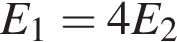 E_1 = 4E_2